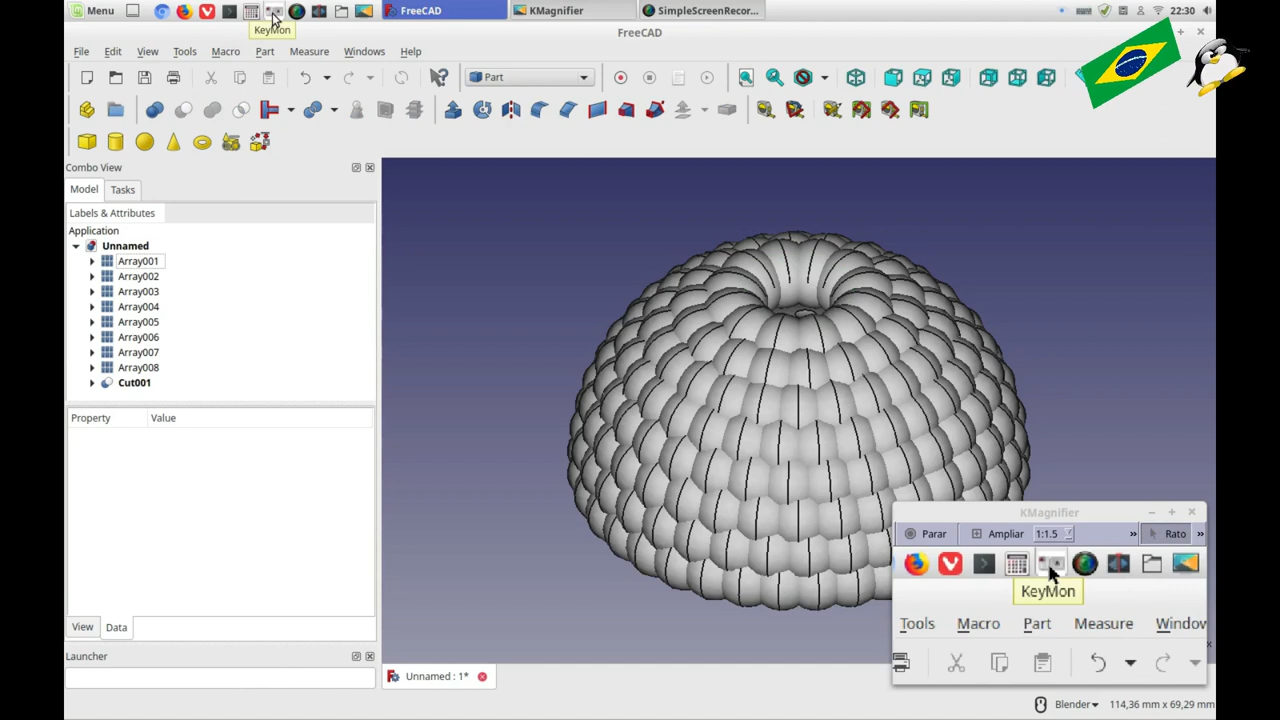 Menu
FreeCAD
KMagnifier
SimpleScreenRecor...
22:30
KeyMon
FreeCAD
File Edit View Tools Macro Part Measure Windows Help
Part
Combo View
Model Tasks
Labels & Attributes
Application
Unnamed
Array001
Array002
Array003
Array004
Array005
Array006
Array007
Array008
Cut001
Property Value
View Data
Launcher
Unnamed : 1*
KMagnifier
Parar Ampliar 1:1.5 » Rato »
KeyMon
Tools Macro Part Measure Window
Blender 114,36 mm x 69,29 mm